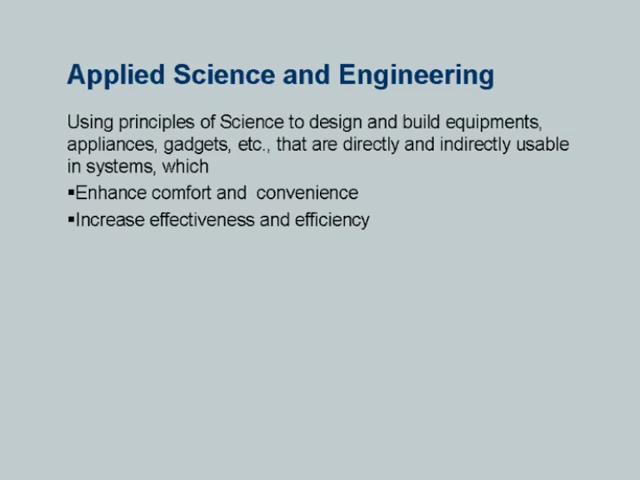 Applied Science and Engineering
Using principles of Science to design and build equipments,
appliances, gadgets, etc., that are directly and indirectly usable
in systems, which
▪Enhance comfort and  convenience
▪Increase effectiveness and efficiency